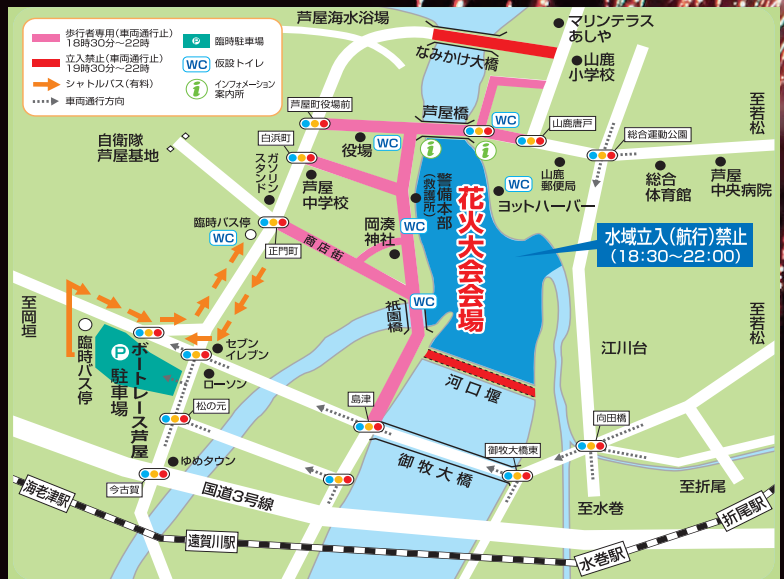 歩行者専用(車両通行止)
18時30分～22時
立入禁止(車両通行止)
19時30分～22時
シャトルバス(有料)
車両通行方向
P
臨時駐車場
WC
仮設トイレ
i
インフォメーション
案内所
芦屋海水浴場
なみかけ大橋
マリンテラス
あしや
山鹿
小学校
至若松
芦屋町役場前
芦屋橋
WC
山鹿唐戸
総合運動公園
自衛隊
芦屋基地
白浜町
役場
WC
i
i
ガソリン
スタンド
芦屋
中学校
警備本部
(救護所)
WC
山鹿
郵便局
ヨットハーバー
総合
体育館
芦屋
中央病院
臨時バス停
WC
正門町
商店街
岡湊
神社
WC
花火大会会場
水域立入(航行)禁止
(18:30～22:00)
至岡垣
臨時バス停
P
ボートレース芦屋
駐車場
セブン
イレブン
ローソン
祇園橋
WC
江川台
至若松
河口堰
松の元
島津
向田橋
御牧大橋
御牧大橋東
ゆめタウン
今古賀
国道3号線
至水巻
至折尾
海老津駅
遠賀川駅
水巻駅
折尾駅